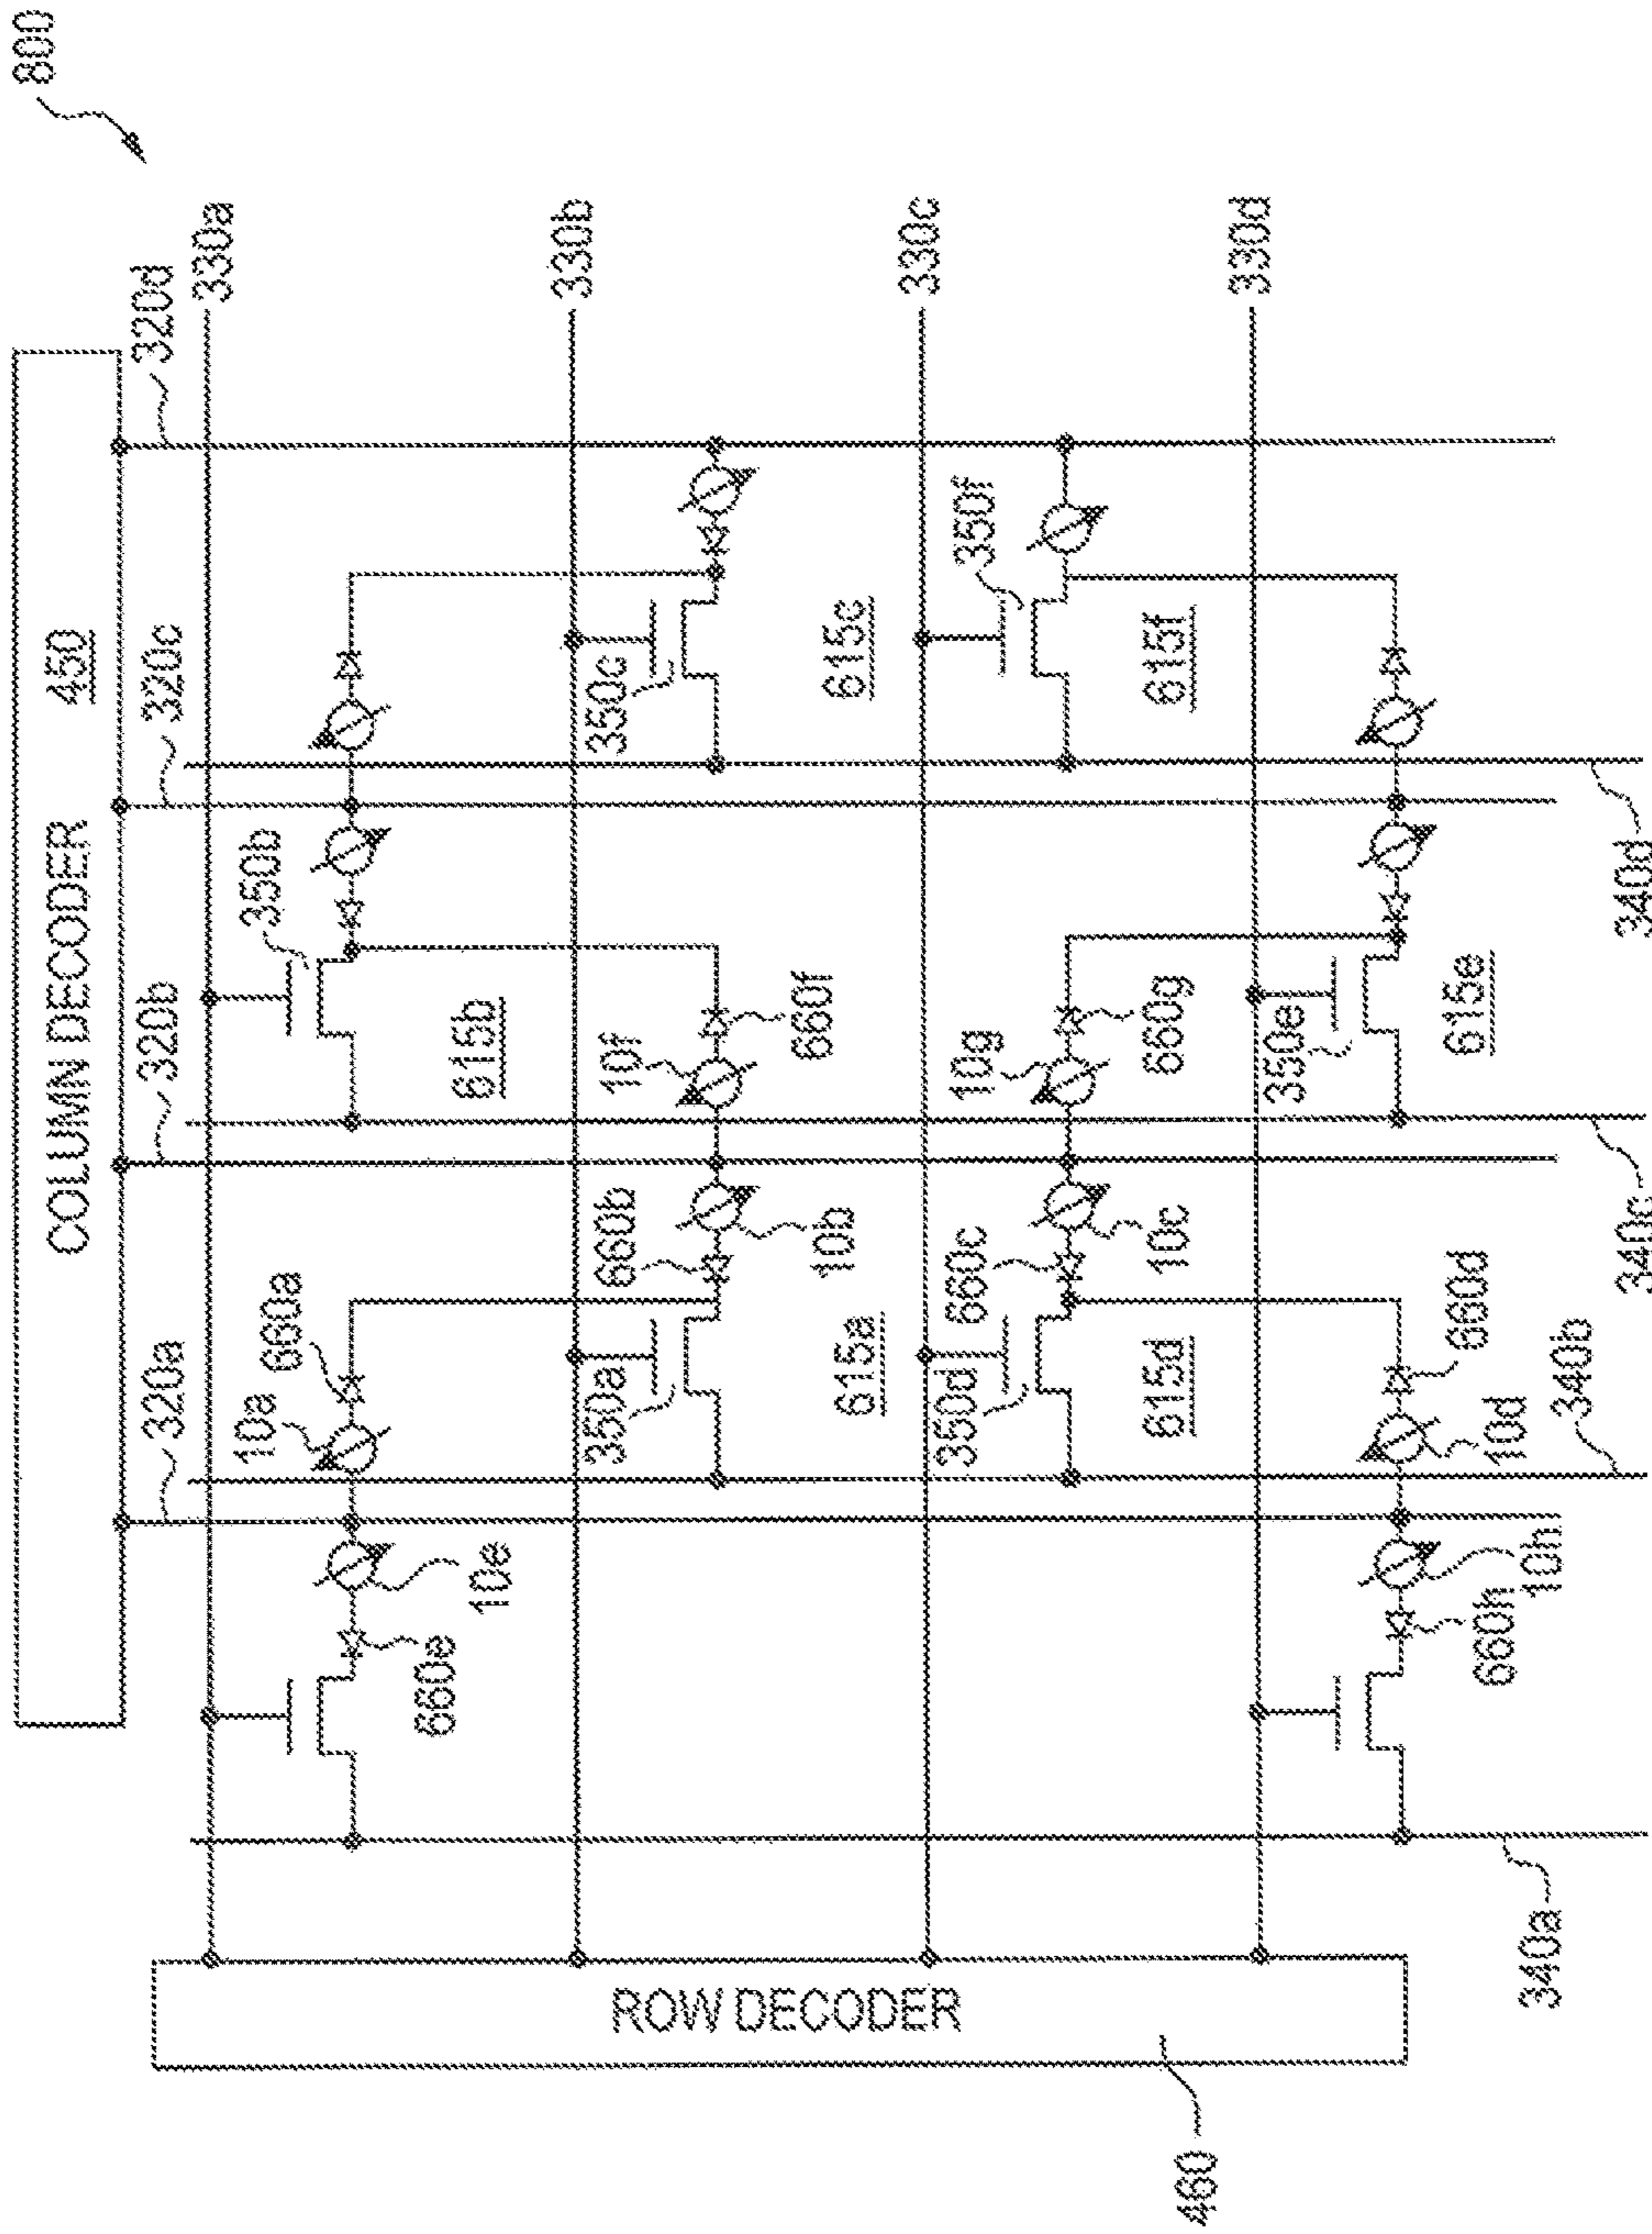 800
COLUMN DECODER 450
320a
320b
320c
320d
330a
330b
330c
330d
10a
660a
350b
10e
660e
350a
660b
10b
615a
615b
10f
660f
350c
615c
350d
660c
10c
615d
10g
660g
350f
615f
350e
615e
660d
10d
10h
660h
340a
340b
340c
340d
ROW DECODER
460